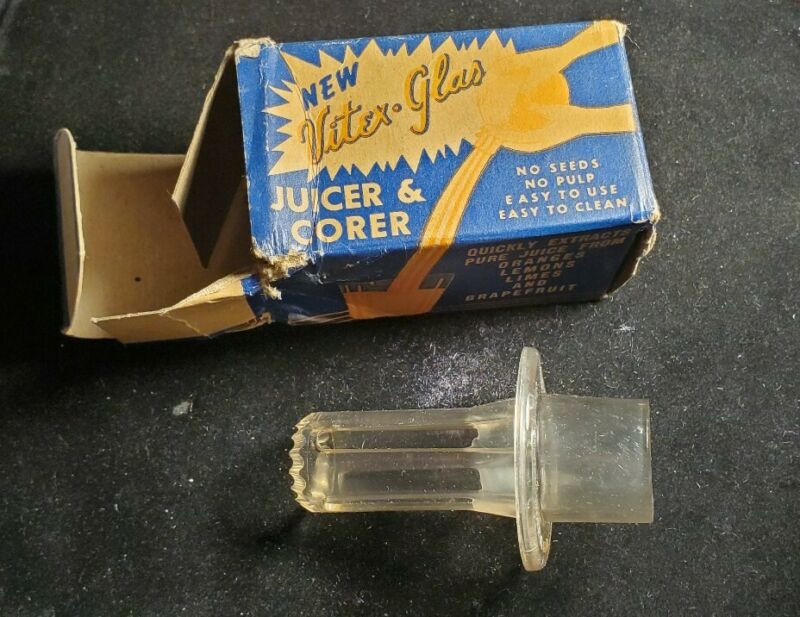 NEW
Vitex-Glas
JUICER &
CORER
NO SEEDS
NO PULP
EASY TO USE
EASY TO CLEAN
QUICKLY EXTRACTS
PURE JUICE FROM
ORANGES
LEMONS
LIMES
AND
GRAPEFRUIT